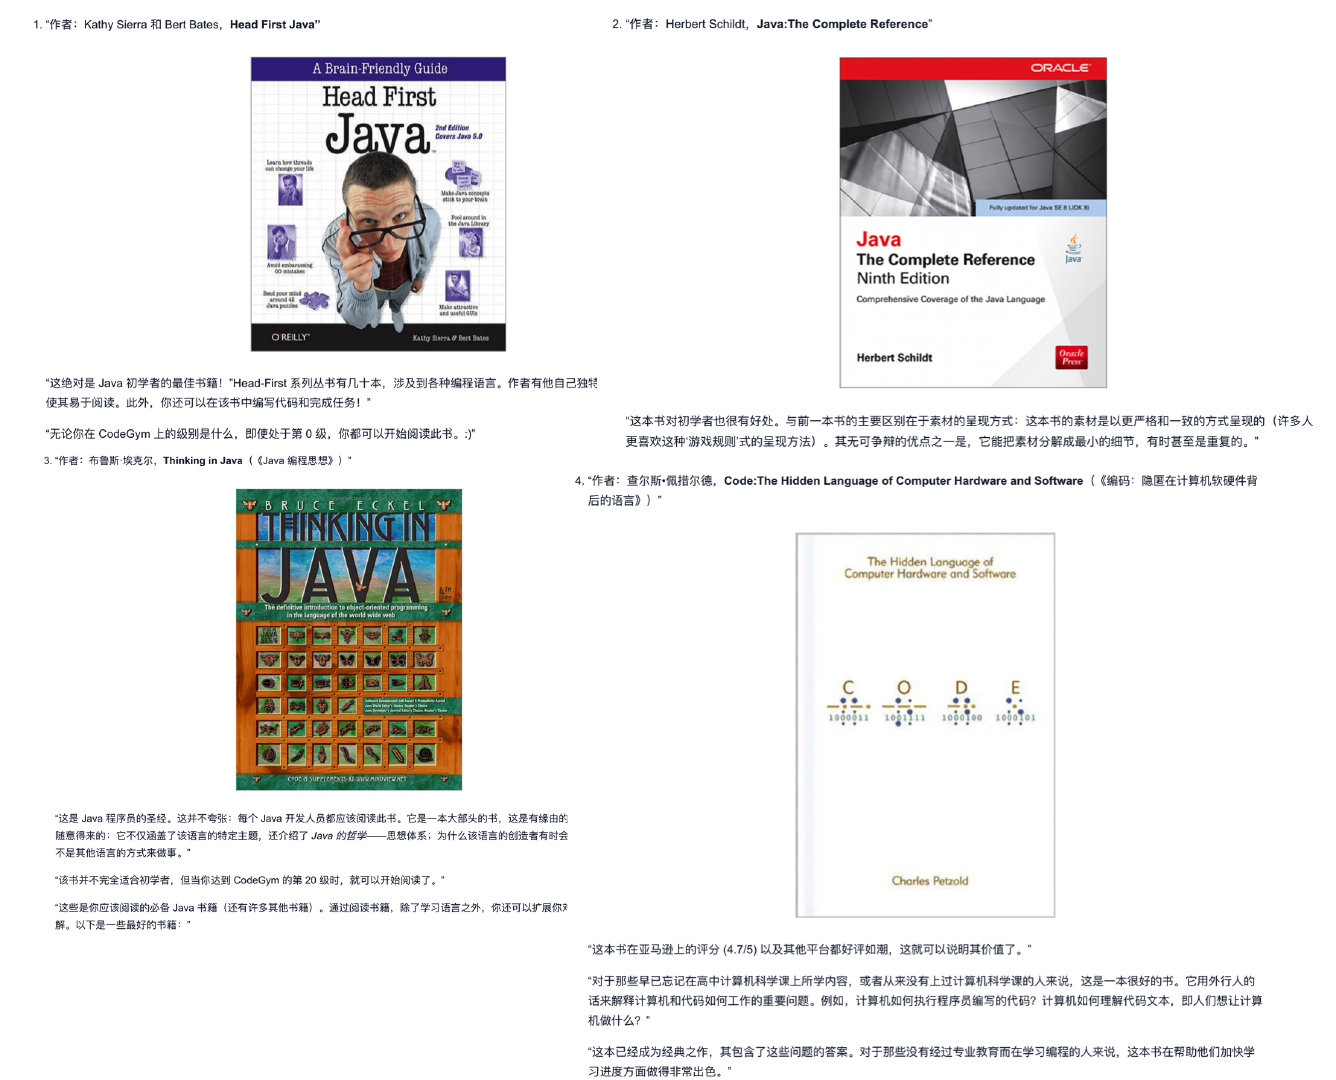 1. “作者：Kathy Sierra 和 Bert Bates，Head First Java”
A Brain-Friendly Guide
Head First
Java
2nd Edition
Covers Java 5.0
Learn how threads
can change your life
Make Java concepts
stick to your brain
Fool around in
the Java Library
Avoid embarassing
OO mistakes
Bend your mind
around 42
Java puzzles
Make attractive
and useful GUIs
O'REILLY®
Kathy Sierra & Bert Bates
“这绝对是 Java 初学者的最佳书籍！”Head-First 系列丛书有几十本，涉及到各种编程语言。作者有他自己独特
使其易于阅读。此外，你还可以在该书中编写代码和完成任务！”
“无论你在 CodeGym 上的级别是什么，即使处于第 0 级，你都可以开始阅读此书。:)”
2. “作者：Herbert Schildt，Java:The Complete Reference”
ORACLE®
Fully updated for Java SE 8 (JDK 8)
Java
The Complete Reference
Ninth Edition
Comprehensive Coverage of the Java Language
Java
Herbert Schildt
Oracle
Press™
“这本书对初学者也很有好处。与前一本书的主要区别在于素材的呈现方式：这本书的素材是以更严格和一致的方式呈现的（许多人
更喜欢这种‘游戏规则’式的呈现方法）。其无可争辩的优点之一是，它能把素材分解成最小的细节，有时甚至是重复的。”
3. “作者：布鲁斯·埃克尔，Thinking in Java（《Java 编程思想》）”
BRUCE ECKEL
THINKING IN
JAVA
4TH
The definitive introduction to object-oriented programming
in the language of the world wide web
CODE & SUPPLEMENTS AT WWW.MINDVIEW.NET
“这是 Java 程序员的圣经。这并不夸张：每个 Java 开发人员都应该阅读此书。它是一本大部头的书，这是有缘由的
随意得来的：它不仅涵盖了该语言的特定主题，还介绍了 Java 的哲学——思想体系；为什么该语言的创造者有时会
不是其他语言的方式来做事。”
“该书并不完全适合初学者，但当你达到 CodeGym 的第 20 级时，就可以开始阅读了。”
“这些是你应该阅读的必备 Java 书籍（还有许多其他书籍）。通过阅读书籍，除了学习语言之外，你还可以扩展你对
解。以下是一些最好的书籍：”
4. “作者：查尔斯•佩措尔德，Code:The Hidden Language of Computer Hardware and Software（《编码：隐匿在计算机软硬件背
后的语言》）”
The Hidden Language of
Computer Hardware and Software
C O D E
1000011 1001111 1000100 1000101
Charles Petzold
“这本书在亚马逊上的评分 (4.7/5) 以及其他平台都好评如潮，这就可以说明其价值了。”
“对于那些早已忘记在高中计算机科学课上所学内容，或者从来没有上过计算机科学课的人来说，这是一本很好的书。它用外行人的
话来解释计算机和代码如何工作的重要问题。例如，计算机如何执行程序员编写的代码？计算机如何理解代码文本，即人们想让计算
机做什么？”
“这本已经成为经典之作，其包含了这些问题的答案。对于那些没有经过专业教育而在学习编程的人来说，这本书在帮助他们加快学
习进度方面做得非常出色。”